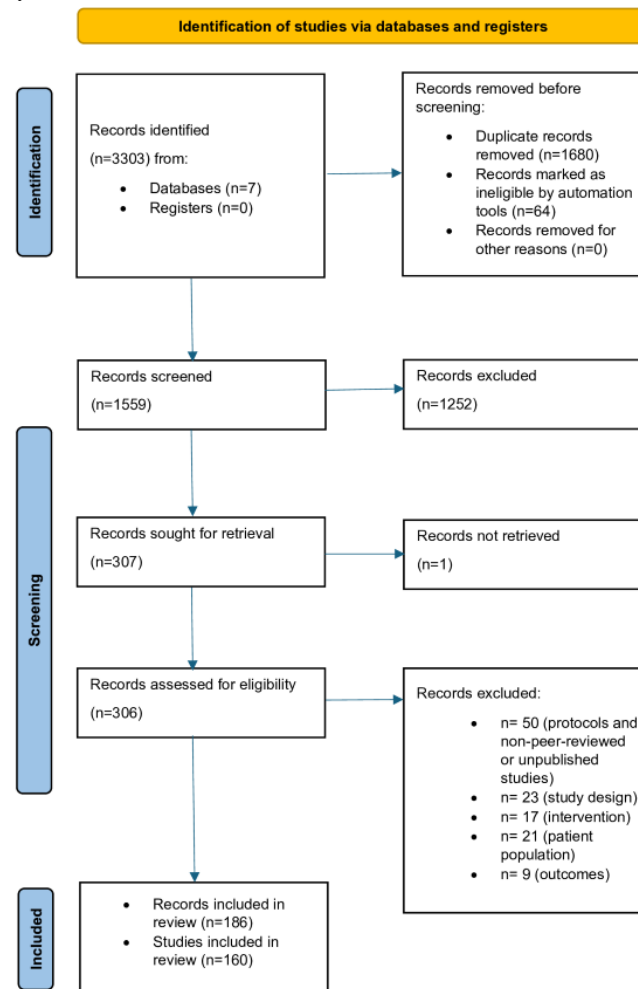 Identification of studies via databases and registers
Identification
Records identified
(n=3303) from:
• Databases (n=7)
• Registers (n=0)
Records removed before
screening:
• Duplicate records
removed (n=1680)
• Records marked as
ineligible by automation
tools (n=64)
• Records removed for
other reasons (n=0)
Screening
Records screened
(n=1559)
Records excluded
(n=1252)
Records sought for retrieval
(n=307)
Records not retrieved
(n=1)
Records assessed for eligibility
(n=306)
Records excluded:
• n= 50 (protocols and
non-peer-reviewed
or unpublished
studies)
• n= 23 (study design)
• n= 17 (intervention)
• n= 21 (patient
population)
• n= 9 (outcomes)
Included
• Records included in
review (n=186)
• Studies included in
review (n=160)